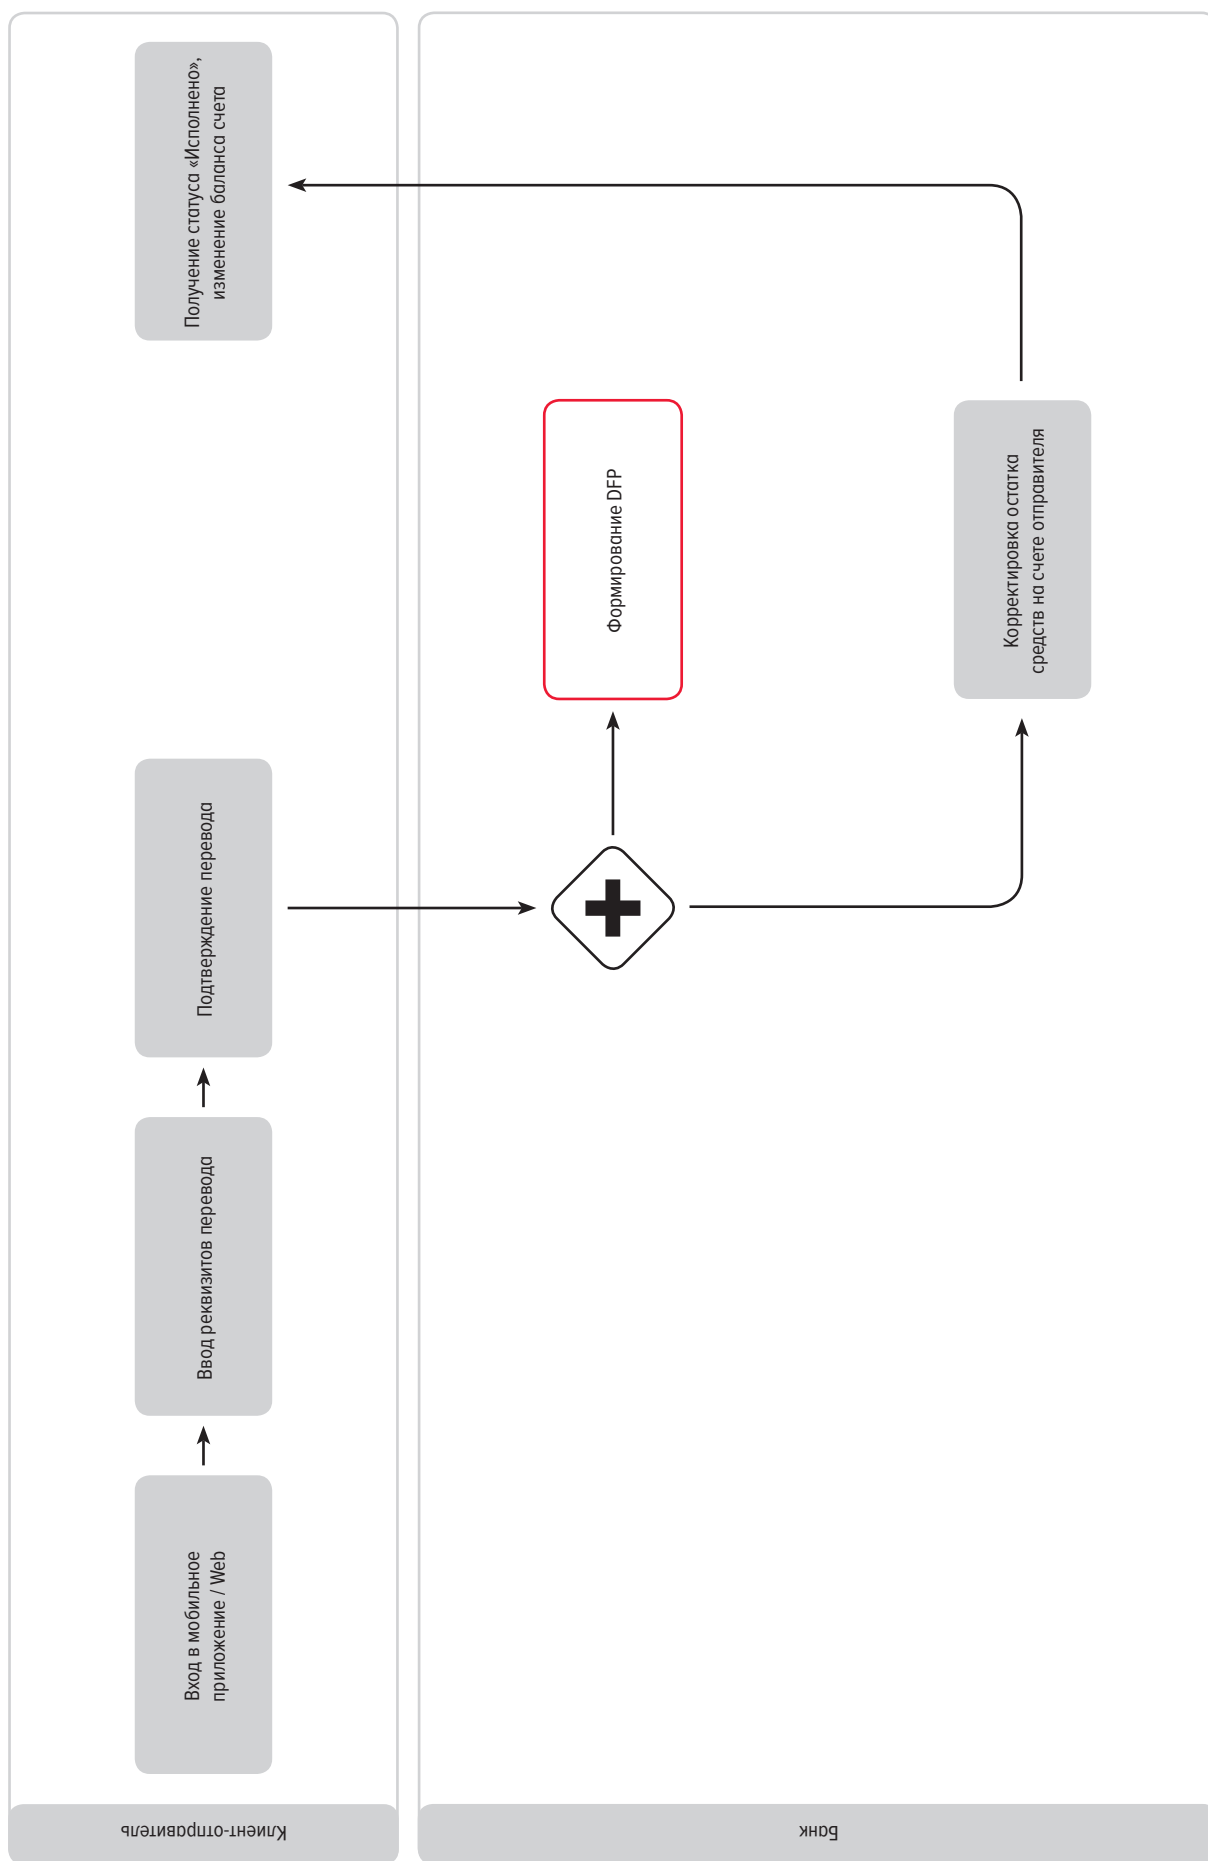 Клиент-отправитель
Вход в мобильное
приложение / Web
Ввод реквизитов перевода
Подтверждение перевода
Получение статуса «Исполнено»,
изменение баланса счета
Банк
Формирование DFP
Корректировка остатка
средств на счете отправителя